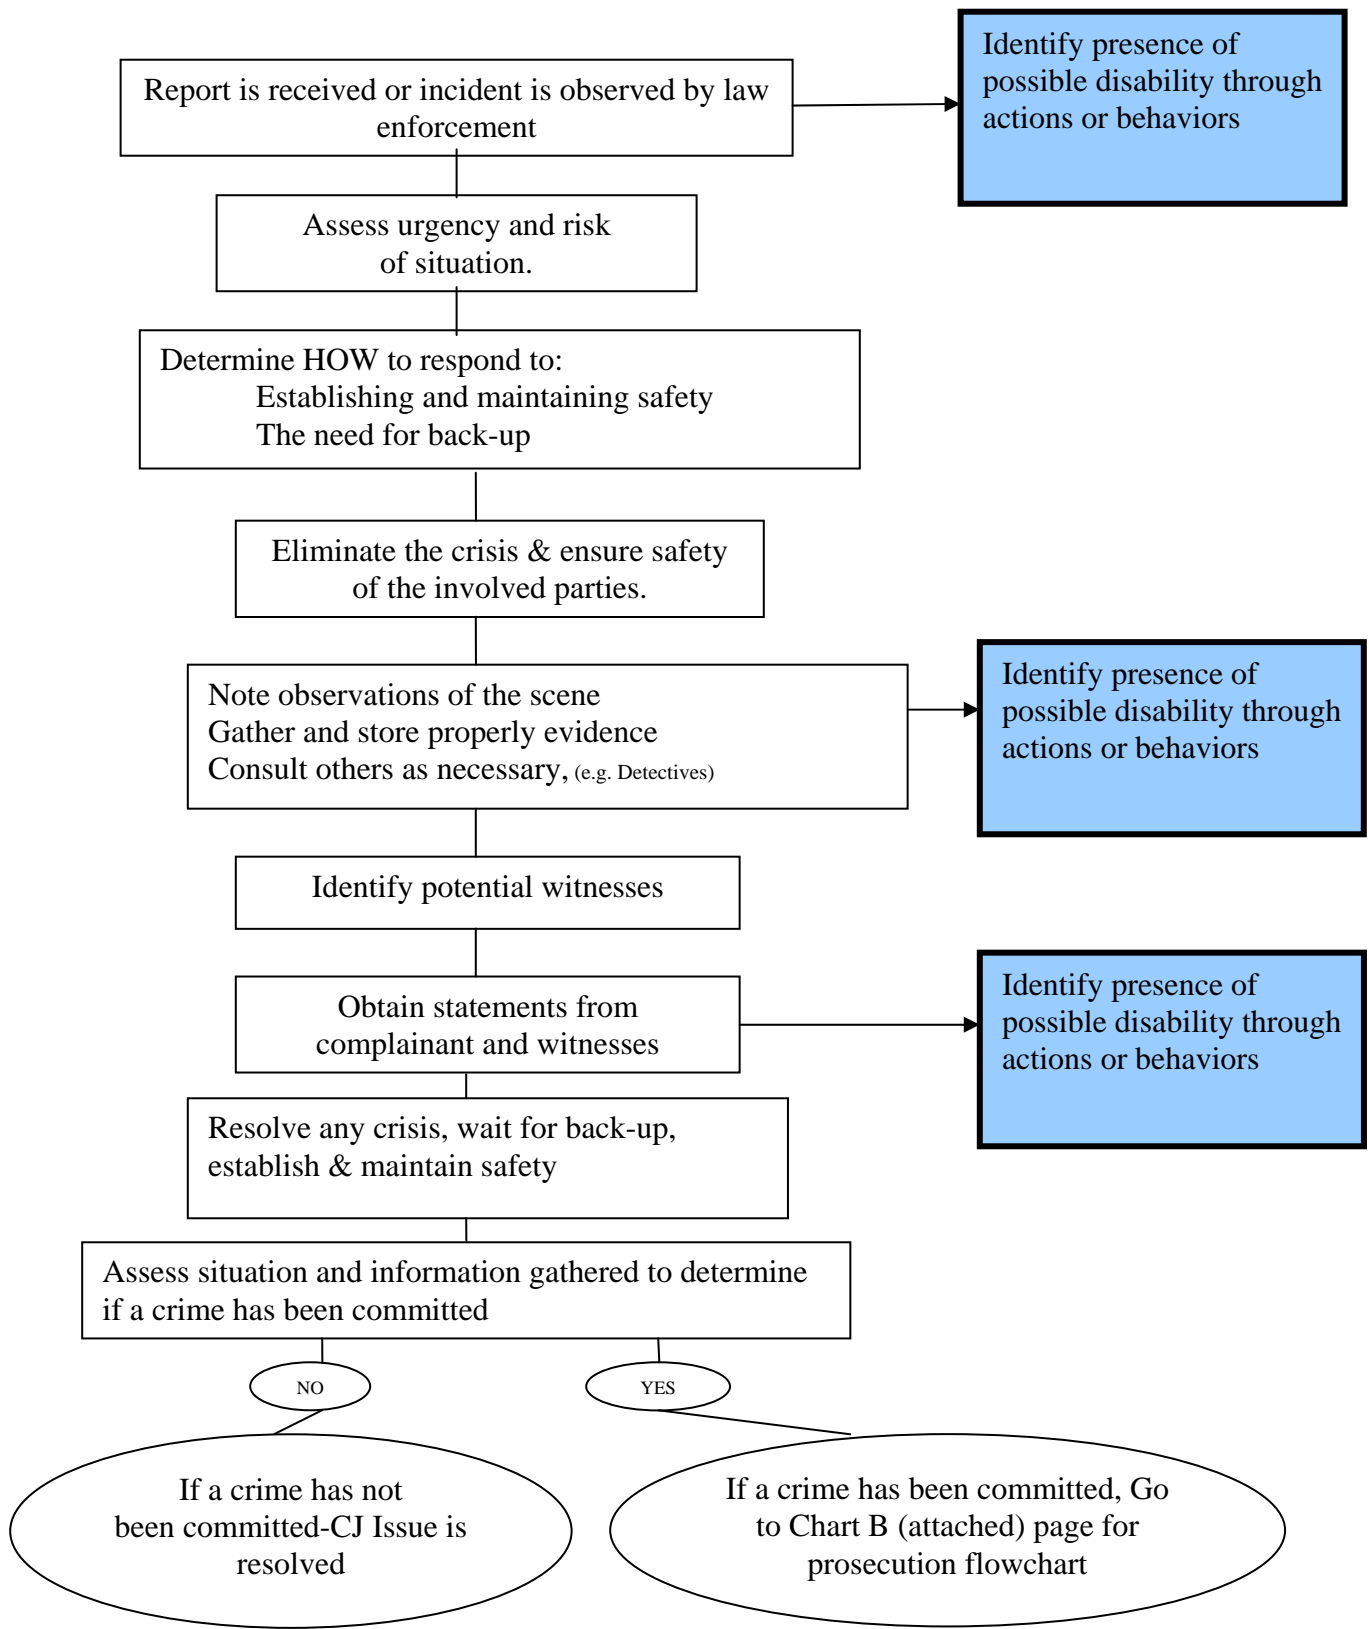 Report is received or incident is observed by law
enforcement
Identify presence of
possible disability through
actions or behaviors
Assess urgency and risk
of situation.
Determine HOW to respond to:
Establishing and maintaining safety
The need for back-up
Eliminate the crisis & ensure safety
of the involved parties.
Note observations of the scene
Gather and store properly evidence
Consult others as necessary, (e.g. Detectives)
Identify presence of
possible disability through
actions or behaviors
Identify potential witnesses
Obtain statements from
complainant and witnesses
Identify presence of
possible disability through
actions or behaviors
Resolve any crisis, wait for back-up,
establish & maintain safety
Assess situation and information gathered to determine
if a crime has been committed
NO
YES
If a crime has not
been committed-CJ Issue is
resolved
If a crime has been committed, Go
to Chart B (attached) page for
prosecution flowchart